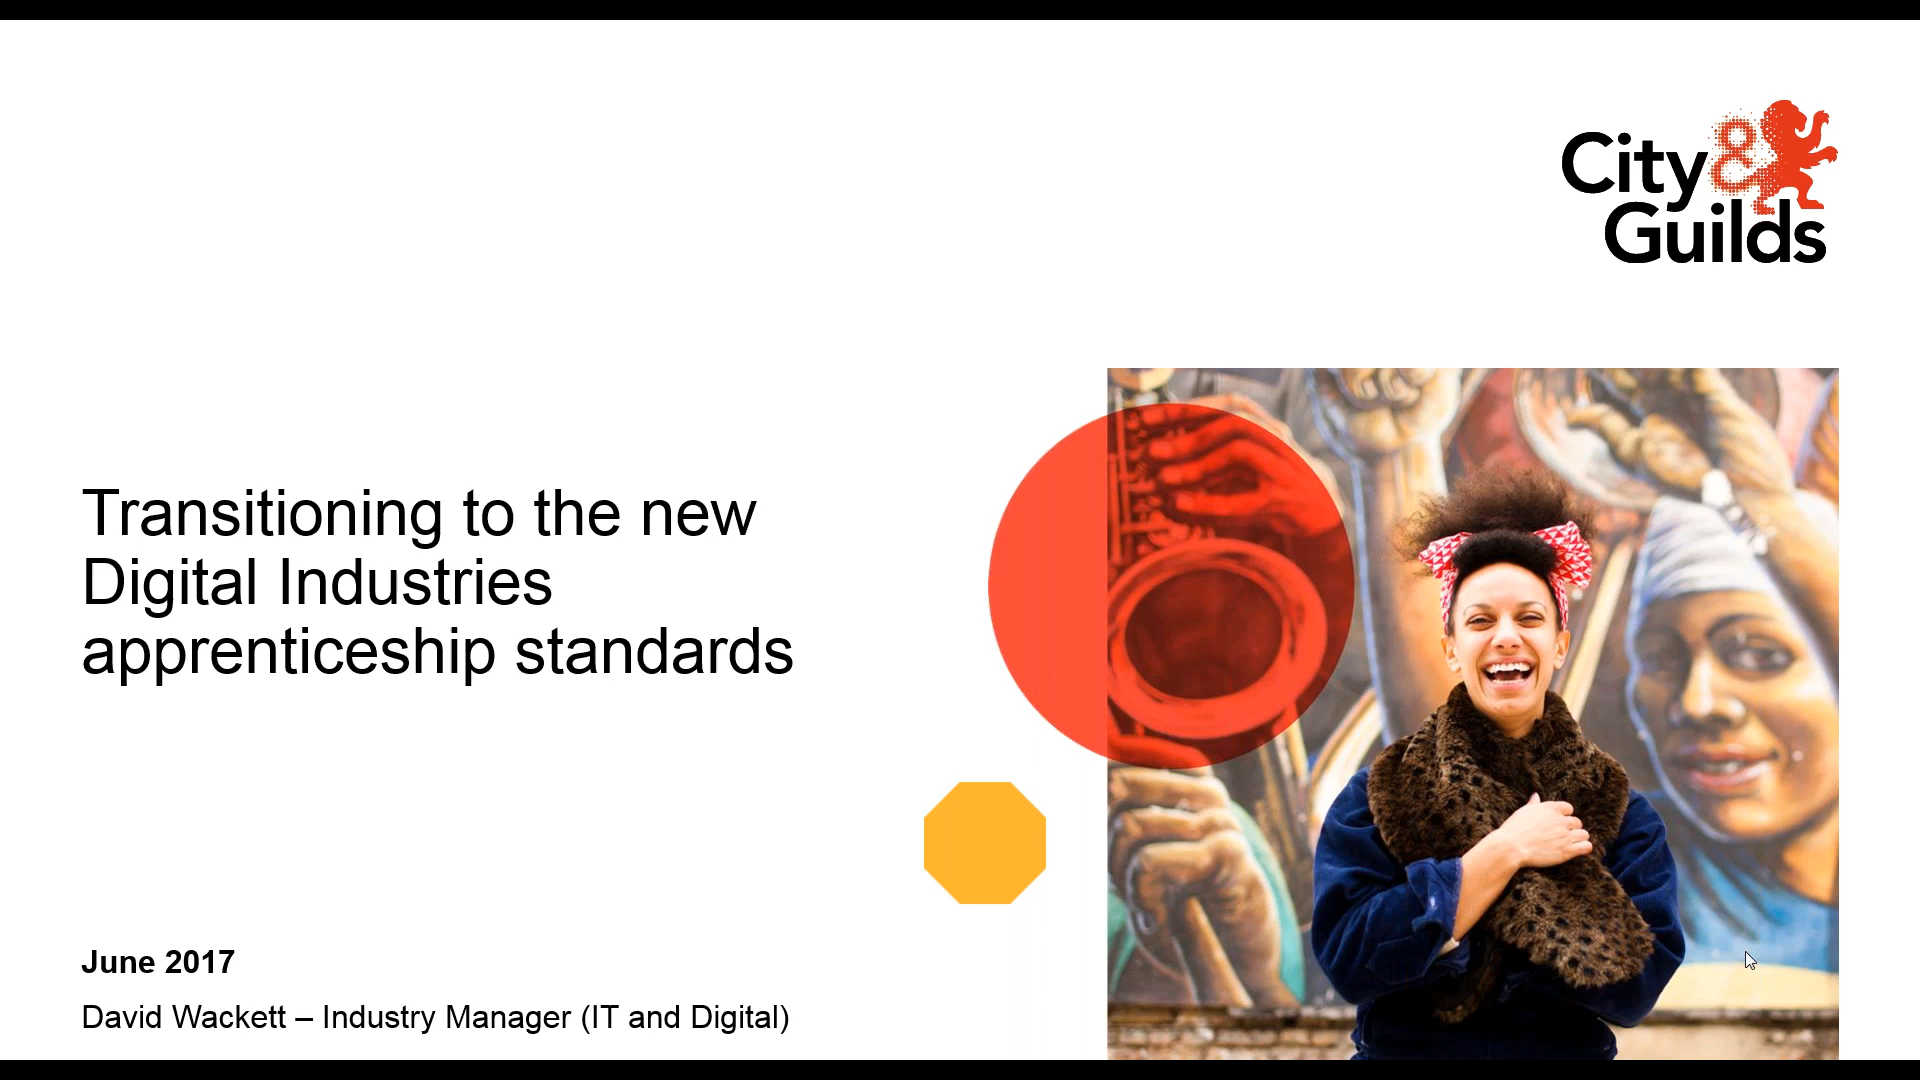 City&
Guilds
Transitioning to the new
Digital Industries
apprenticeship standards
June 2017
David Wackett – Industry Manager (IT and Digital)